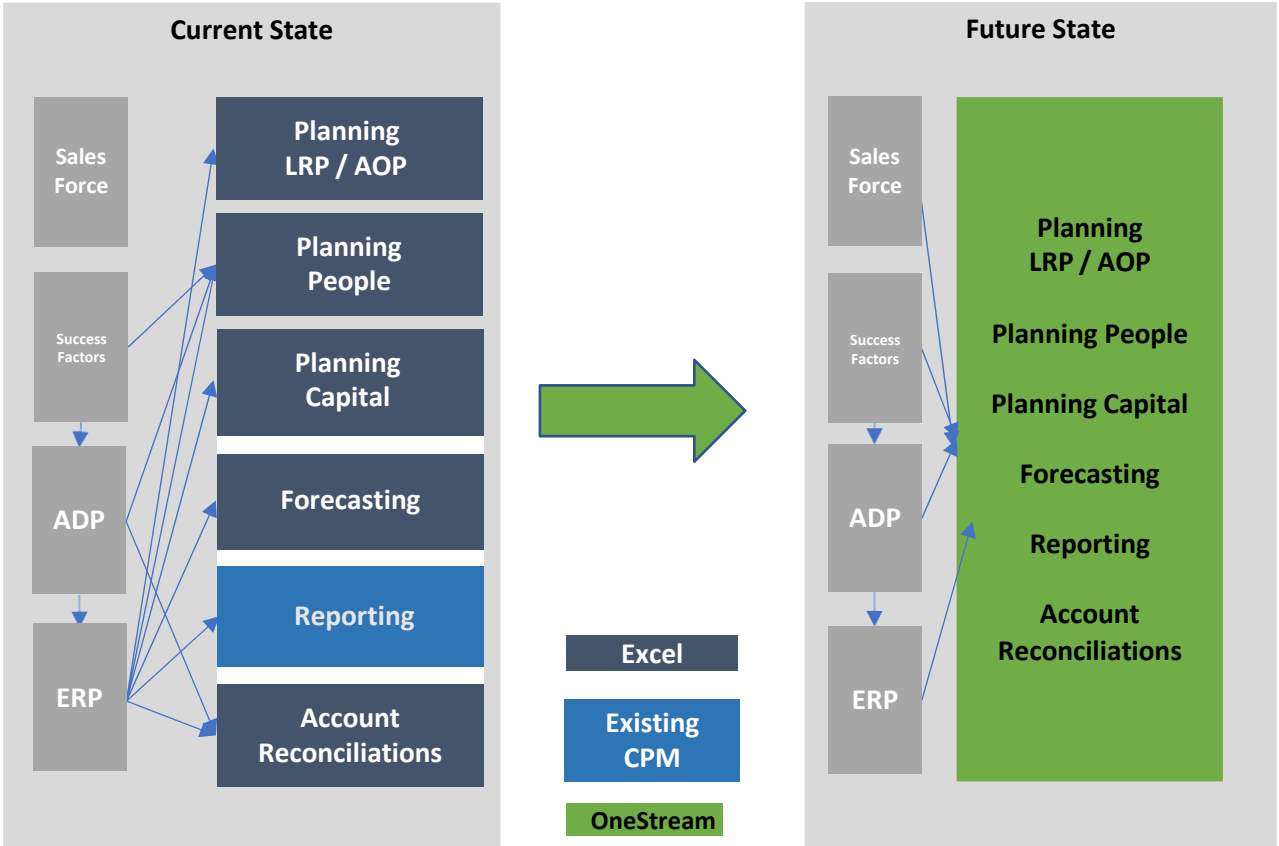 Current State
Sales
Force
Success
Factors
ADP
ERP
Planning
LRP / AOP
Planning
People
Planning
Capital
Forecasting
Reporting
Account
Reconciliations
Excel
Existing
CPM
OneStream
Future State
Sales
Force
Success
Factors
ADP
ERP
Planning
LRP / AOP
Planning People
Planning Capital
Forecasting
Reporting
Account
Reconciliations